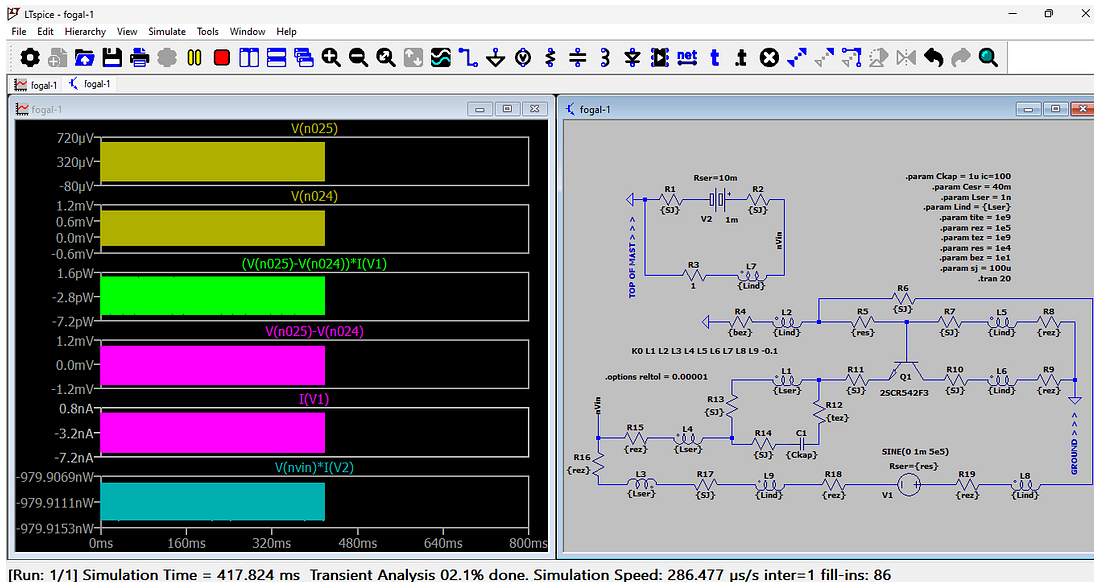 LTspice - fogal-1
File Edit Hierarchy View Simulate Tools Window Help
net t .t
fogal-1 fogal-1
fogal-1
V(n025)
720µV
320µV
-80µV
V(n024)
1.2mV
0.6mV
0.0mV
-0.6mV
(V(n025)-V(n024))*I(V1)
1.6pW
-2.8pW
-7.2pW
V(n025)-V(n024)
1.2mV
0.0mV
-1.2mV
I(V1)
0.8nA
-3.2nA
-7.2nA
V(nvin)*I(V2)
-979.9069nW
-979.9111nW
-979.9153nW
0ms 160ms 320ms 480ms 640ms 800ms
fogal-1
Rser=10m
R1 R2
{SJ} {SJ}
V2 1m
nVin
TOP OF MAST > > > >
R3 L7
1 {Lind}
.param Ckap = 1u ic=100
.param Cesr = 40m
.param Lser = 1n
.param Lind = {Lser}
.param tite = 1e9
.param rez = 1e5
.param tez = 1e9
.param res = 1e4
.param bez = 1e1
.param sj = 100u
.tran 20
R6
{SJ}
R4 L2 R5 R7 L5 R8
{bez} {Lind} {res} {SJ} {Lind} {rez}
K0 L1 L2 L3 L4 L5 L6 L7 L8 L9 -0.1
.options reltol = 0.00001
L1 R11 Q1 R10 L6 R9
{Lser} {SJ} 2SCR542F3 {SJ} {Lind} {rez}
R13
{SJ}
R12
{tez}
nVin
R15 L4 R14 C1
{rez} {Lser} {SJ} {Ckap}
GROUND < < > > >
R16
{rez}
SINE(0 1m 5e5)
Rser={res}
L3 R17 L9 R18 V1 R19 L8
{Lser} {SJ} {Lind} {rez} {rez} {Lind}
[Run: 1/1] Simulation Time = 417.824 ms Transient Analysis 02.1% done. Simulation Speed: 286.477 µs/s inter=1 fill-ins: 86